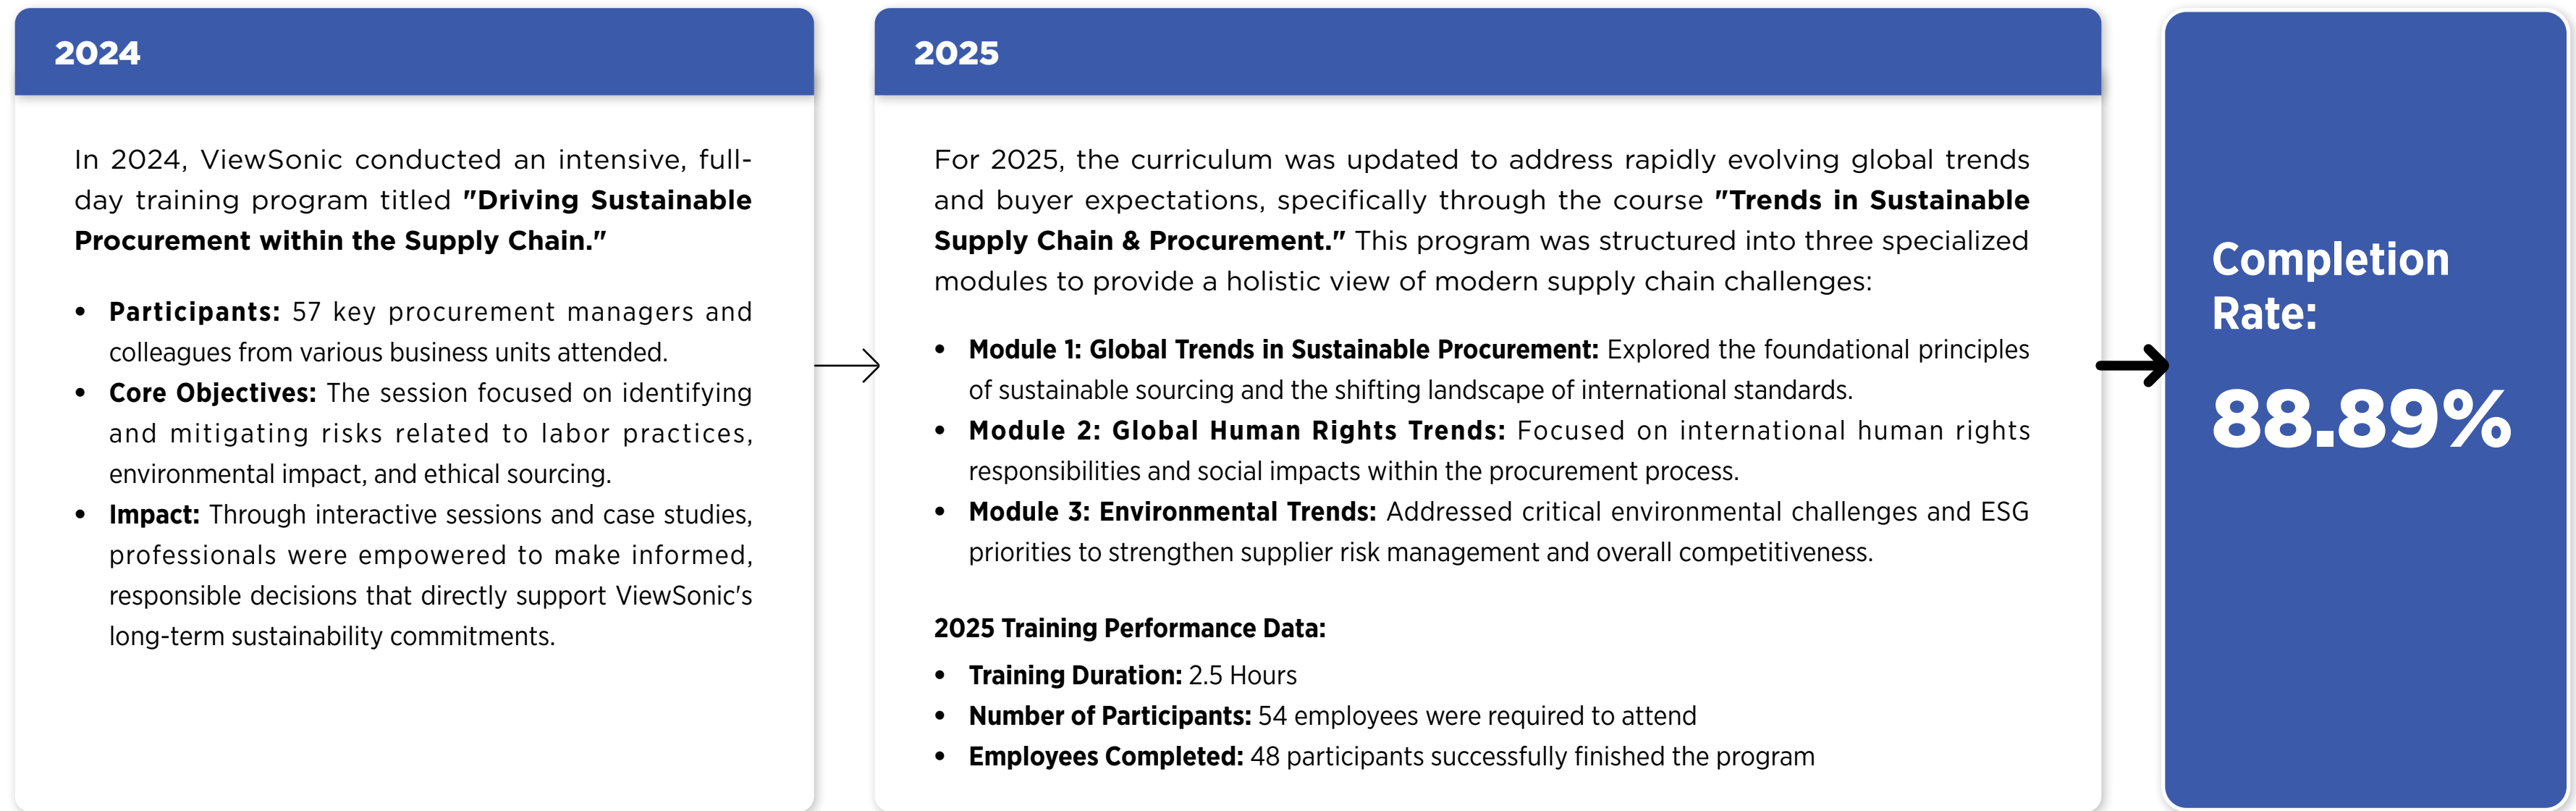 2024
In 2024, ViewSonic conducted an intensive, full-
day training program titled "Driving Sustainable
Procurement within the Supply Chain."
• Participants: 57 key procurement managers and
colleagues from various business units attended.
• Core Objectives: The session focused on identifying
and mitigating risks related to labor practices,
environmental impact, and ethical sourcing.
• Impact: Through interactive sessions and case studies,
professionals were empowered to make informed,
responsible decisions that directly support ViewSonic's
long-term sustainability commitments.
2025
For 2025, the curriculum was updated to address rapidly evolving global trends
and buyer expectations, specifically through the course "Trends in Sustainable
Supply Chain & Procurement." This program was structured into three specialized
modules to provide a holistic view of modern supply chain challenges:
• Module 1: Global Trends in Sustainable Procurement: Explored the foundational principles
of sustainable sourcing and the shifting landscape of international standards.
• Module 2: Global Human Rights Trends: Focused on international human rights
responsibilities and social impacts within the procurement process.
• Module 3: Environmental Trends: Addressed critical environmental challenges and ESG
priorities to strengthen supplier risk management and overall competitiveness.
2025 Training Performance Data:
• Training Duration: 2.5 Hours
• Number of Participants: 54 employees were required to attend
• Employees Completed: 48 participants successfully finished the program
Completion
Rate:
88.89%